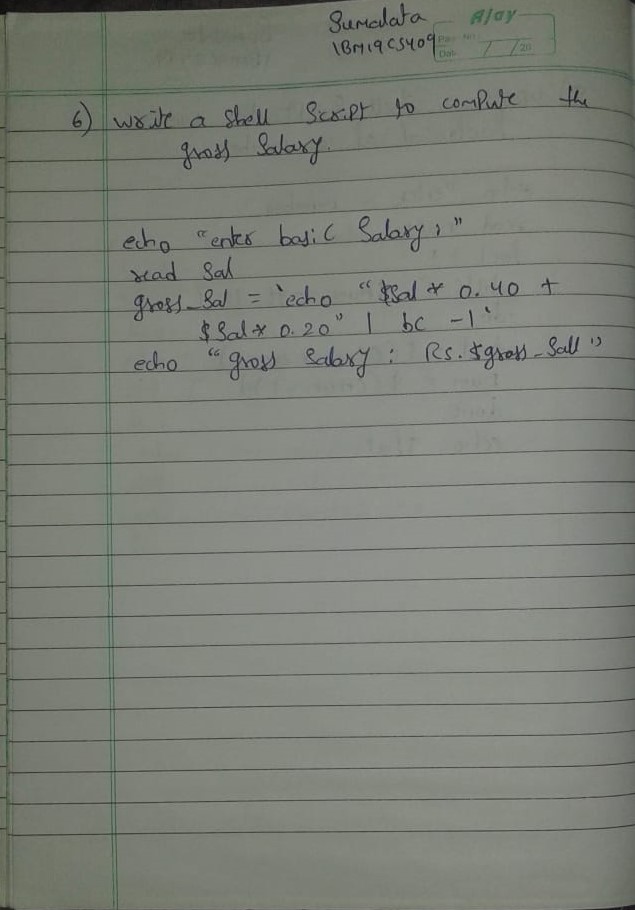 Sumalata
1BM19CS409
Ajay
Page No:
Date / /20
6) Write a Shell Script to compute the
gross Salary.
echo "enter basic Salary: "
read Sal
gross_Sal = `echo "$Sal * 0.40 +
$Sal * 0.20" | bc -l`
echo "gross Salary: Rs. $gross_Sall"